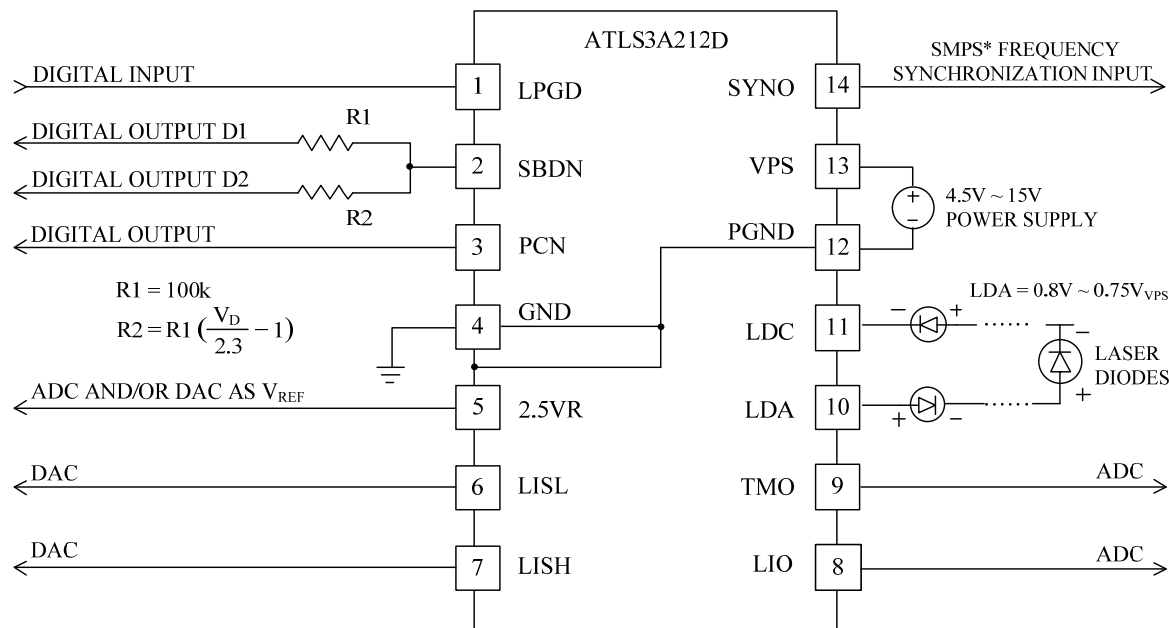 ATLS3A212D
DIGITAL INPUT
1
LPGD
DIGITAL OUTPUT D1
R1
DIGITAL OUTPUT D2
R2
2
SBDN
DIGITAL OUTPUT
3
PCN
R1 = 100k
R2 = R1 (V_D/2.3 − 1)
4
GND
ADC AND/OR DAC AS V_REF
5
2.5VR
DAC
6
LISL
DAC
7
LISH
SMPS* FREQUENCY
SYNCHRONIZATION INPUT
SYNO
14
VPS
13
+
−
4.5V ~ 15V
POWER SUPPLY
PGND
12
LDA = 0.8V ~ 0.75V_VPS
LDC
11
− + ...... −
LASER
DIODES
LDA
10
+ − ...... +
TMO
9
ADC
LIO
8
ADC